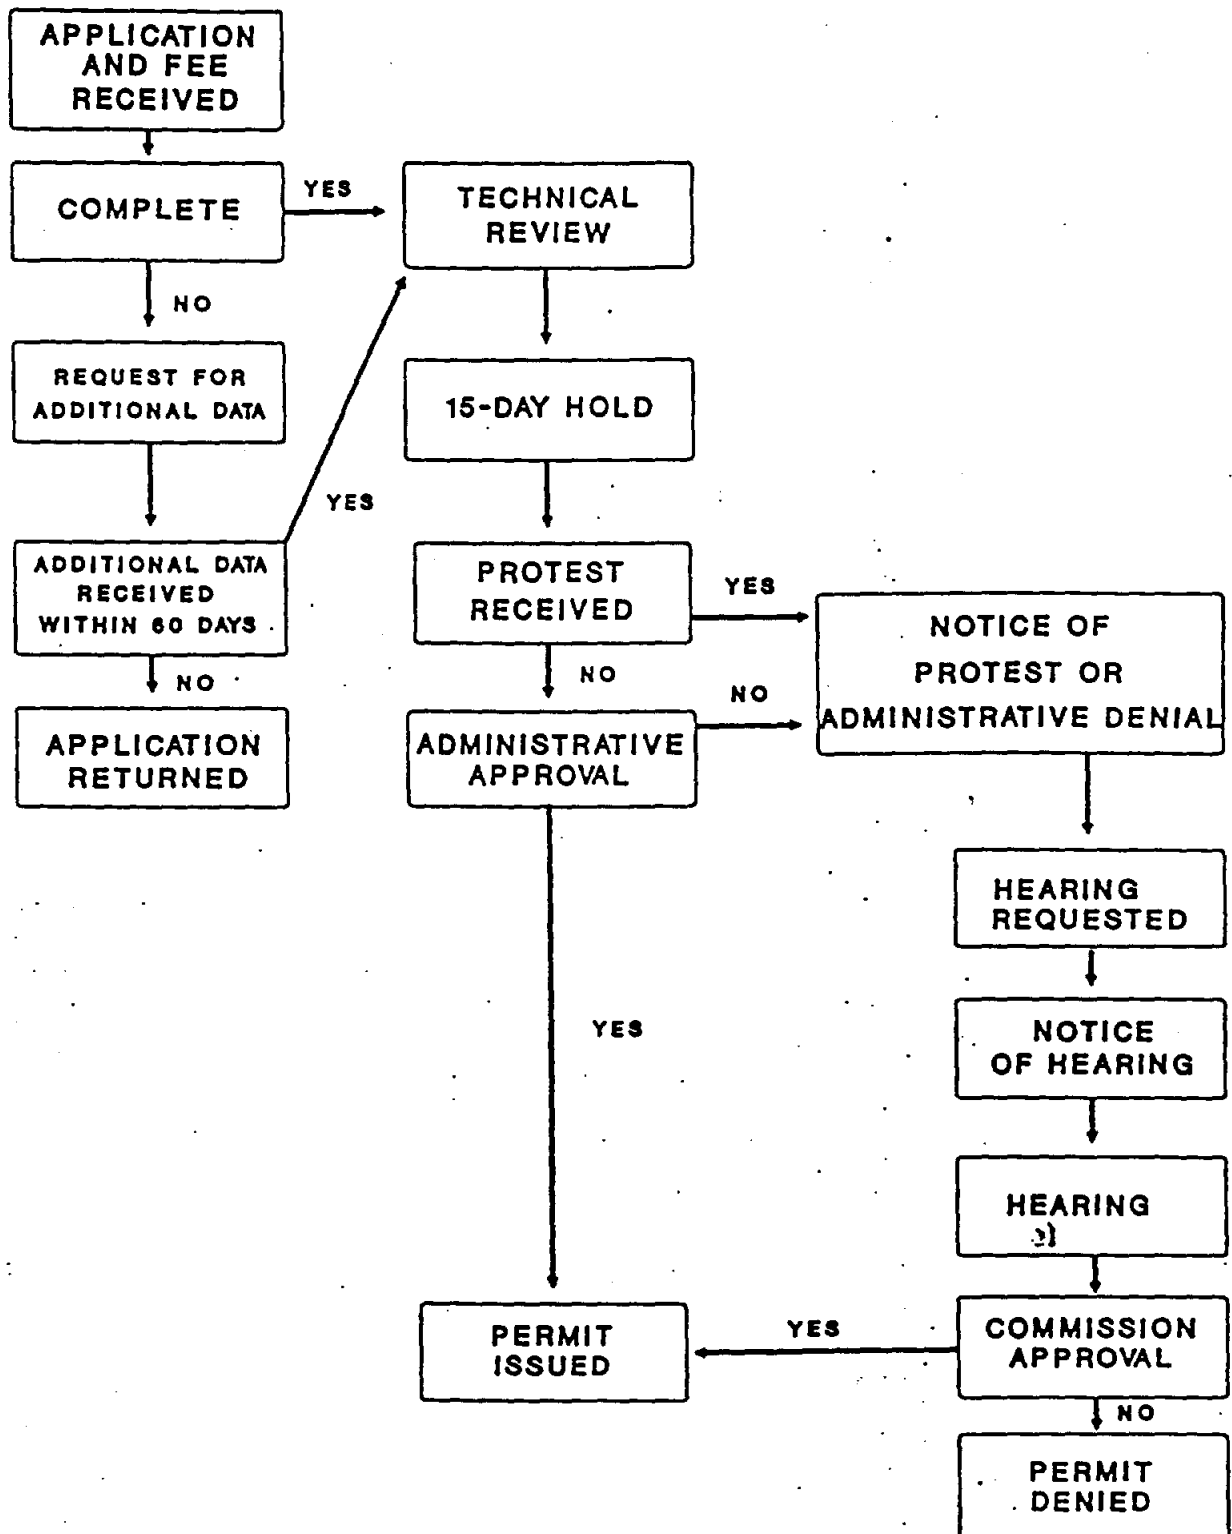 APPLICATION
AND FEE
RECEIVED
COMPLETE
YES
TECHNICAL
REVIEW
NO
REQUEST FOR
ADDITIONAL DATA
15-DAY HOLD
YES
ADDITIONAL DATA
RECEIVED
WITHIN 60 DAYS
NO
APPLICATION
RETURNED
PROTEST
RECEIVED
YES
NO
ADMINISTRATIVE
APPROVAL
NO
NOTICE OF
PROTEST OR
ADMINISTRATIVE DENIAL
HEARING
REQUESTED
NOTICE
OF HEARING
YES
HEARING
COMMISSION
APPROVAL
YES
PERMIT
ISSUED
NO
PERMIT
DENIED